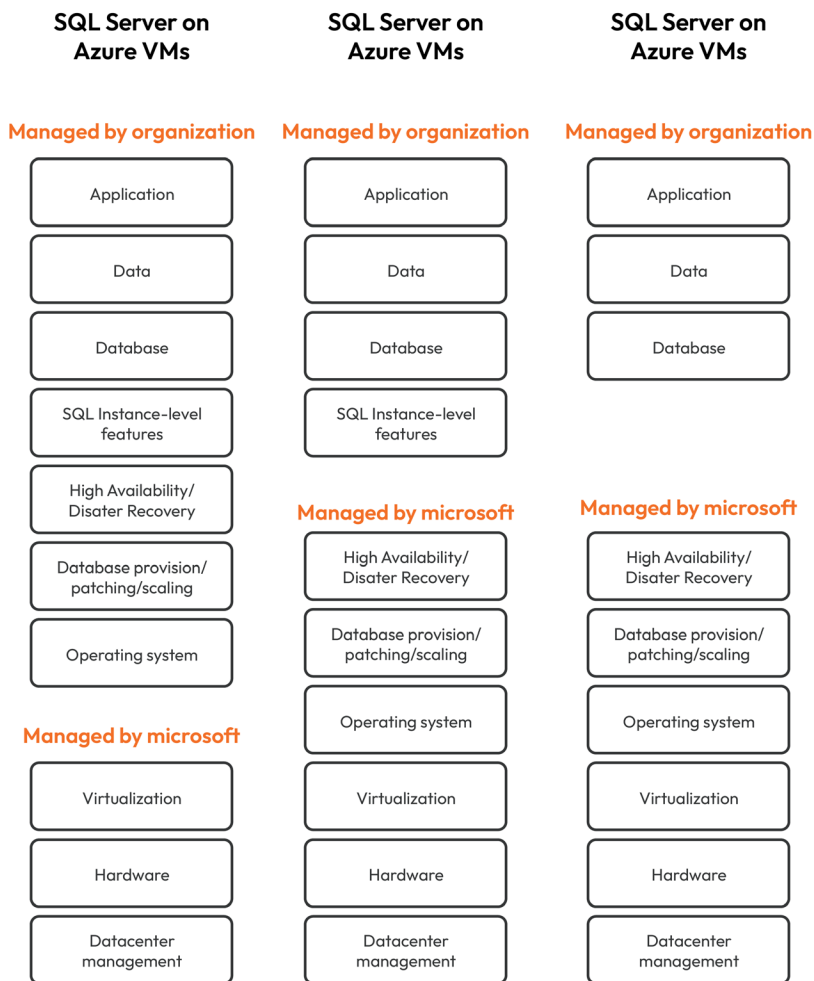 SQL Server on
Azure VMs
Managed by organization
Application
Data
Database
SQL Instance-level
features
High Availability/
Disater Recovery
Database provision/
patching/scaling
Operating system
Managed by microsoft
Virtualization
Hardware
Datacenter
management
SQL Server on
Azure VMs
Managed by organization
Application
Data
Database
SQL Instance-level
features
Managed by microsoft
High Availability/
Disater Recovery
Database provision/
patching/scaling
Operating system
Virtualization
Hardware
Datacenter
management
SQL Server on
Azure VMs
Managed by organization
Application
Data
Database
Managed by microsoft
High Availability/
Disater Recovery
Database provision/
patching/scaling
Operating system
Virtualization
Hardware
Datacenter
management